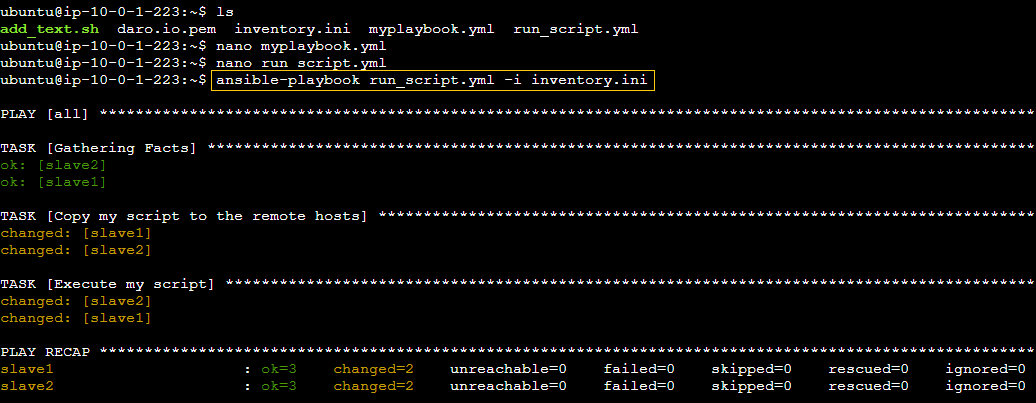 ubuntu@ip-10-0-1-223:~$ ls
add_text.sh  daro.io.pem  inventory.ini  myplaybook.yml  run_script.yml
ubuntu@ip-10-0-1-223:~$ nano myplaybook.yml
ubuntu@ip-10-0-1-223:~$ nano run_script.yml
ubuntu@ip-10-0-1-223:~$ ansible-playbook run_script.yml -i inventory.ini
PLAY [all] ********************************************************************************************************
TASK [Gathering Facts] ********************************************************************************************
ok: [slave2]
ok: [slave1]
TASK [Copy my script to the remote hosts] *************************************************************************
changed: [slave1]
changed: [slave2]
TASK [Execute my script] ******************************************************************************************
changed: [slave2]
changed: [slave1]
PLAY RECAP ********************************************************************************************************
slave1                     : ok=3    changed=2    unreachable=0    failed=0    skipped=0    rescued=0    ignored=0
slave2                     : ok=3    changed=2    unreachable=0    failed=0    skipped=0    rescued=0    ignored=0